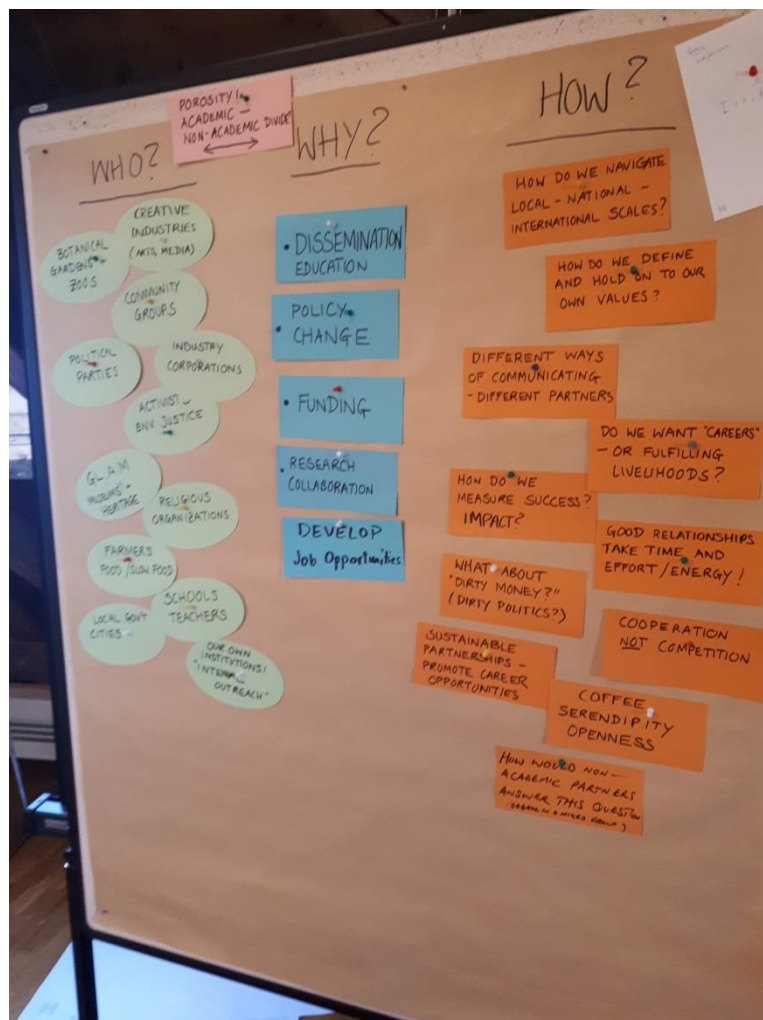 POROSITY!
ACADEMIC —
NON-ACADEMIC DIVIDE
WHO?
CREATIVE
INDUSTRIES
(ARTS, MEDIA)
BOTANICAL
GARDENS +
ZOOS
COMMUNITY
GROUPS
POLITICAL
PARTIES
INDUSTRY
CORPORATIONS
ACTIVIST —
ENV JUSTICE
GLAM
MUSEUMS -
HERITAGE
RELIGIOUS
ORGANIZATIONS
FARMERS
FOOD / SLOW FOOD
SCHOOLS
TEACHERS
LOCAL GOVT
CITIES
OUR OWN
INSTITUTIONS!
"INTERNAL
OUTREACH"
WHY?
• DISSEMINATION
EDUCATION
• POLICY
CHANGE
• FUNDING
• RESEARCH
COLLABORATION
DEVELOP
Job Opportunities
HOW?
HOW DO WE NAVIGATE
LOCAL - NATIONAL -
INTERNATIONAL SCALES?
HOW DO WE DEFINE
AND HOLD ON TO OUR
OWN VALUES?
DIFFERENT WAYS
OF COMMUNICATING
- DIFFERENT PARTNERS
DO WE WANT "CAREERS"
— OR FULFILLING
LIVELIHOODS?
HOW DO WE
MEASURE SUCCESS?
IMPACT?
GOOD RELATIONSHIPS
TAKE TIME AND
EFFORT/ENERGY!
WHAT ABOUT
"DIRTY MONEY?"
(DIRTY POLITICS?)
COOPERATION
NOT COMPETITION
SUSTAINABLE
PARTNERSHIPS -
PROMOTE CAREER
OPPORTUNITIES
COFFEE
SERENDIPITY
OPENNESS
HOW WOULD NON-
ACADEMIC PARTNERS
ANSWER THIS QUESTION